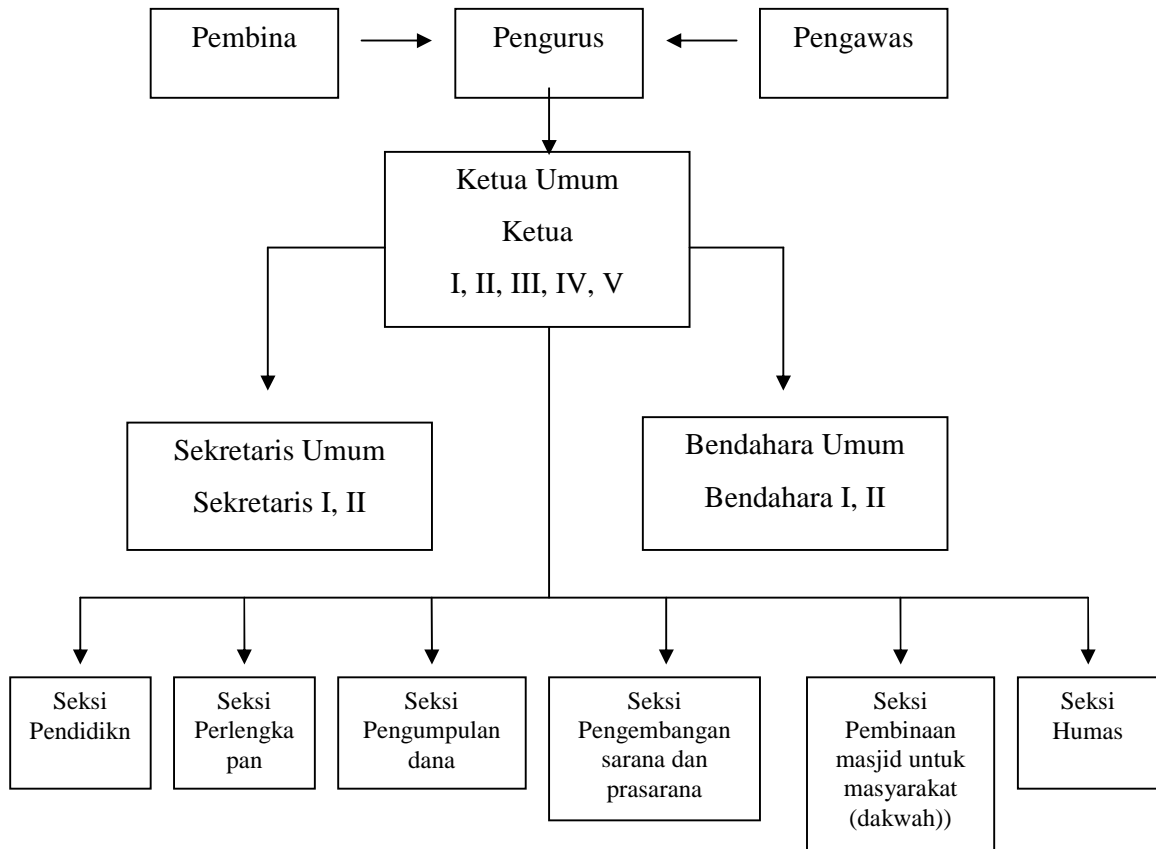 Pembina
Pengurus
Pengawas
Ketua Umum
Ketua
I, II, III, IV, V
Sekretaris Umum
Sekretaris I, II
Bendahara Umum
Bendahara I, II
Seksi
Pendidikn
Seksi
Perlengka
pan
Seksi
Pengumpulan
dana
Seksi
Pengembangan
sarana dan
prasarana
Seksi
Pembinaan
masjid untuk
masyarakat
(dakwah))
Seksi
Humas